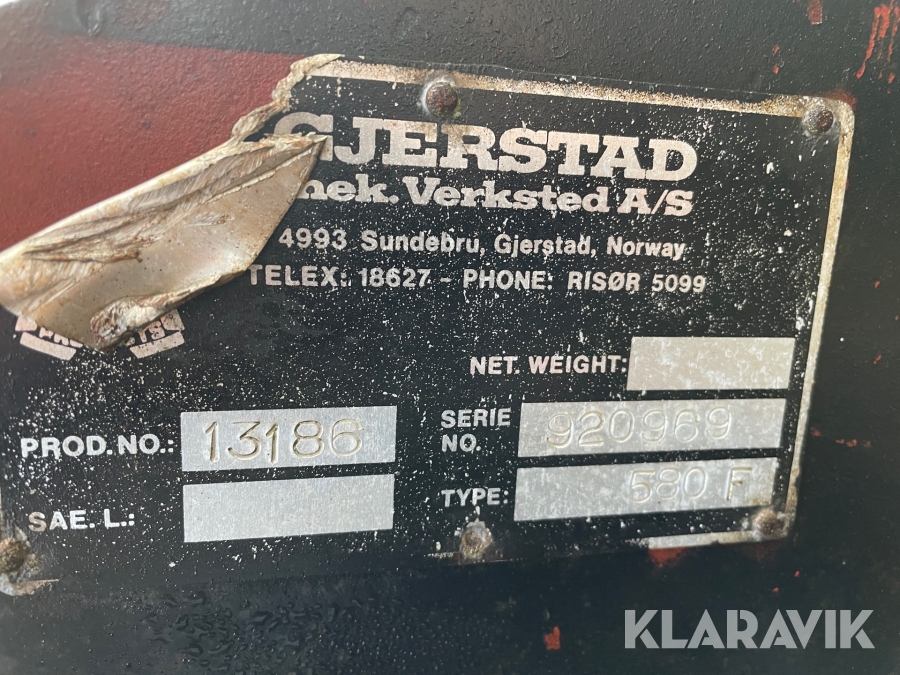 GJERSTAD
mek. Verksted A/S
4993 Sundebru, Gjerstad, Norway
TELEX: 18627 - PHONE: RISØR 5099
NET. WEIGHT:
PROD. NO.: 13186
SERIE NO. 920969
SAE. L.:
TYPE: 580 F
KLARAVIK